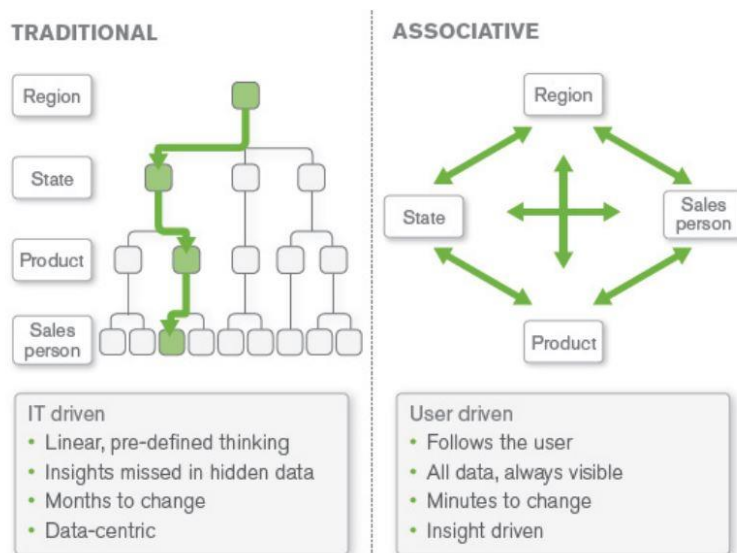 TRADITIONAL
Region
State
Product
Sales
person
IT driven
• Linear, pre-defined thinking
• Insights missed in hidden data
• Months to change
• Data-centric
ASSOCIATIVE
Region
State
Sales
person
Product
User driven
• Follows the user
• All data, always visible
• Minutes to change
• Insight driven